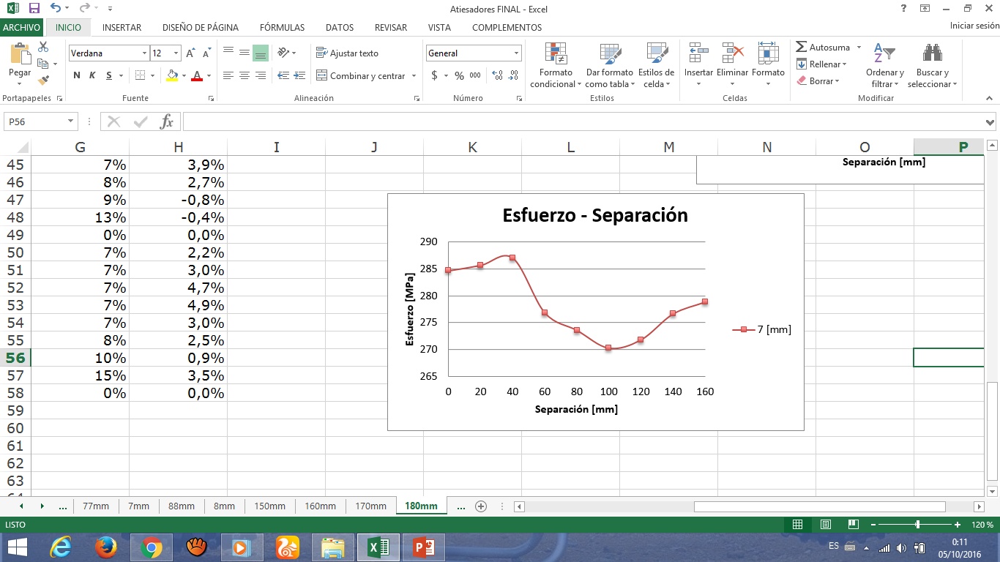 Atiesadores FINAL - Excel
?
ARCHIVO INICIO INSERTAR DISEÑO DE PÁGINA FÓRMULAS DATOS REVISAR VISTA COMPLEMENTOS Iniciar sesión
Pegar
Portapapeles
Verdana 12
N K S
Fuente
Ajustar texto
Combinar y centrar
Alineación
General
$ % 000
Número
Formato condicional
Dar formato como tabla
Estilos de celda
Estilos
Insertar Eliminar Formato
Celdas
Autosuma
Rellenar
Borrar
Ordenar y filtrar
Buscar y seleccionar
Modificar
P56 fx
G H I J K L M N O P
45 7% 3,9%
46 8% 2,7%
47 9% -0,8%
48 13% -0,4%
49 0% 0,0%
50 7% 2,2%
51 7% 3,0%
52 7% 4,7%
53 7% 4,9%
54 7% 3,0%
55 8% 2,5%
56 10% 0,9%
57 15% 3,5%
58 0% 0,0%
59
60
61
62
63
Separación [mm]
Esfuerzo - Separación
Esfuerzo [MPa]
290
285
280
275
270
265
0 20 40 60 80 100 120 140 160
Separación [mm]
7 [mm]
... 77mm 7mm 88mm 8mm 150mm 160mm 170mm 180mm ...
LISTO
120 %
ES
0:11
05/10/2016